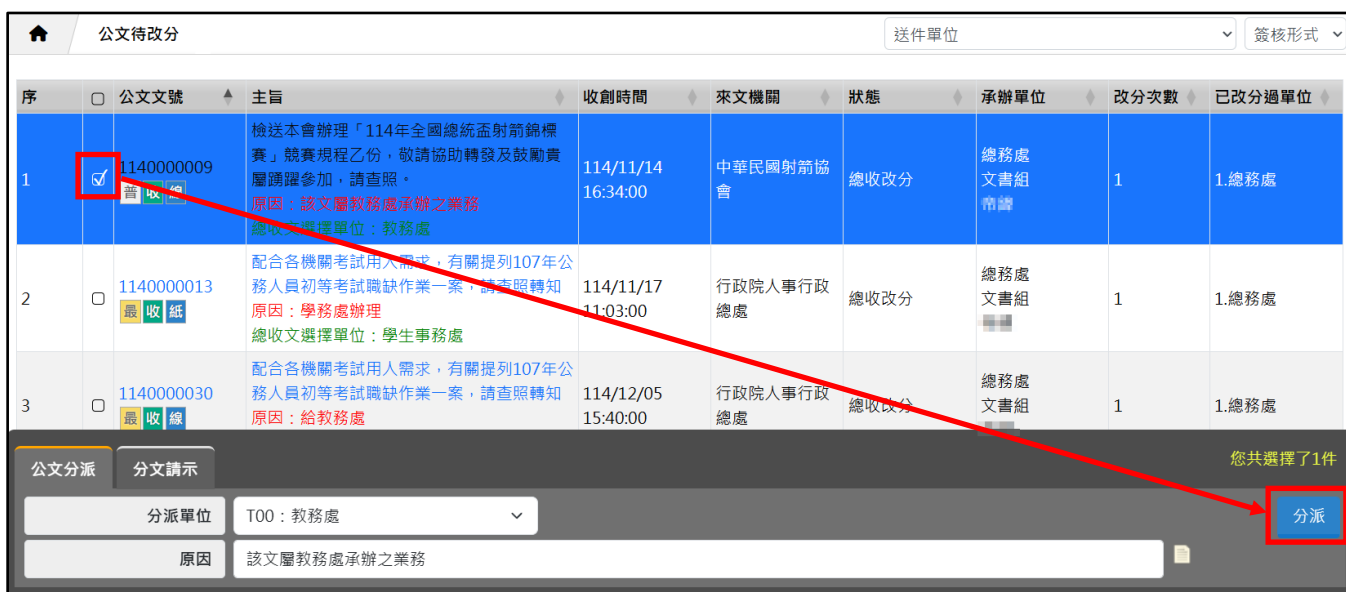 公文待改分
送件單位
簽核形式
序 公文文號 主旨 收創時間 來文機關 狀態 承辦單位 改分次數 已改分過單位
1
1140000009
普 收 線
檢送本會辦理「114年全國總統盃射箭錦標
賽」競賽規程乙份，敬請協助轉發及鼓勵貴
屬踴躍參加，請查照。
原因：該文屬教務處承辦之業務
總收文選擇單位：教務處
114/11/14
16:34:00
中華民國射箭協
會
總收改分
總務處
文書組
1
1.總務處
2
1140000013
最 收 紙
配合各機關考試用人需求，有關提列107年公
務人員初等考試職缺作業一案，請查照轉知
原因：學務處辦理
總收文選擇單位：學生事務處
114/11/17
11:03:00
行政院人事行政
總處
總收改分
總務處
文書組
1
1.總務處
3
1140000030
最 收 線
配合各機關考試用人需求，有關提列107年公
務人員初等考試職缺作業一案，請查照轉知
原因：給教務處
114/12/05
15:40:00
行政院人事行政
總處
總收改分
總務處
文書組
1
1.總務處
公文分派 分文請示
您共選擇了1件
分派單位 T00：教務處
分派
原因 該文屬教務處承辦之業務